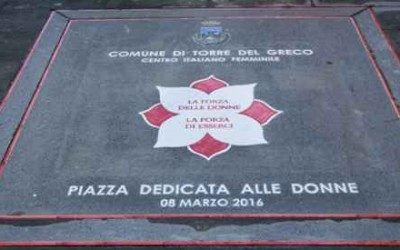 COMUNE DI TORRE DEL GRECO
CENTRO ITALIANO FEMMINILE
LA FORZA
DELLE DONNE
LA FORZA
DI ESSERCI
PIAZZA DEDICATA ALLE DONNE
08 MARZO 2016